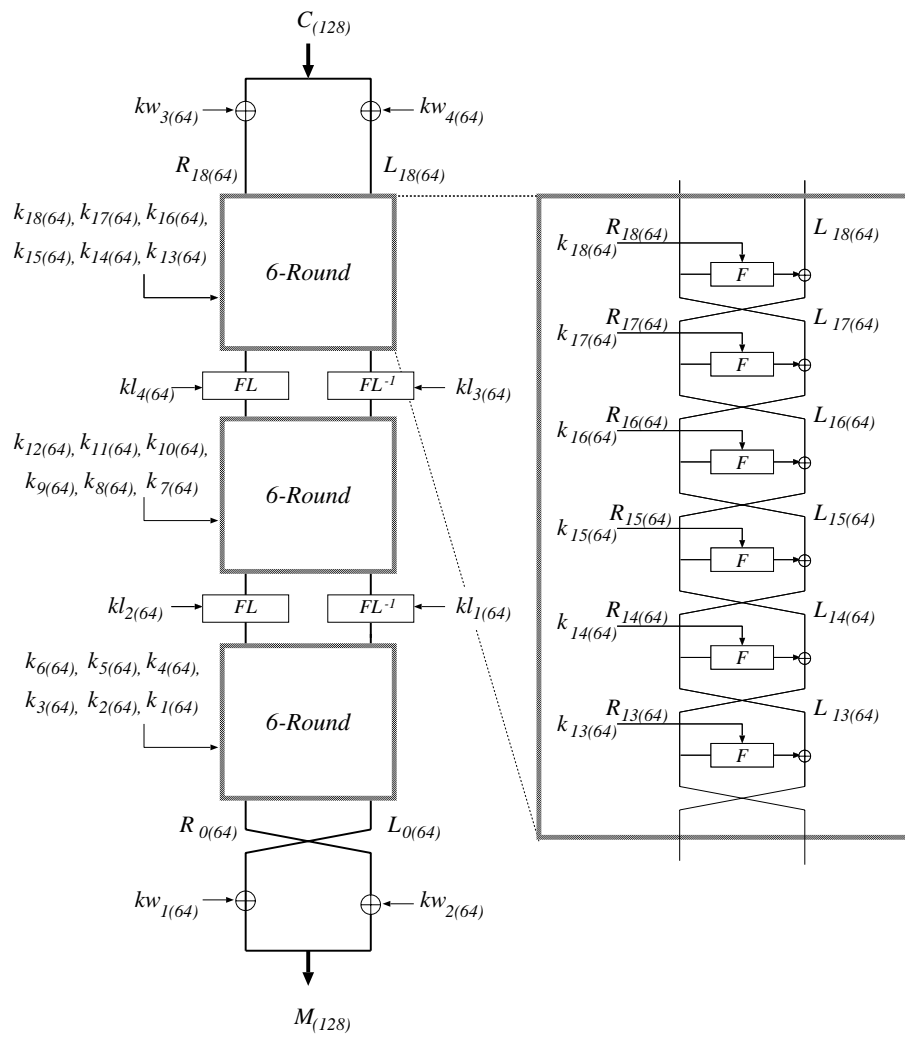 C(128)
kw3(64)
kw4(64)
R18(64)
L18(64)
k18(64), k17(64), k16(64),
k15(64), k14(64), k13(64)
6-Round
kl4(64)
FL
FL-1
kl3(64)
k12(64), k11(64), k10(64),
k9(64), k8(64), k7(64)
6-Round
kl2(64)
FL
FL-1
kl1(64)
k6(64), k5(64), k4(64),
k3(64), k2(64), k1(64)
6-Round
R0(64)
L0(64)
kw1(64)
kw2(64)
M(128)
R18(64)
L18(64)
k18(64)
F
R17(64)
L17(64)
k17(64)
F
R16(64)
L16(64)
k16(64)
F
R15(64)
L15(64)
k15(64)
F
R14(64)
L14(64)
k14(64)
F
R13(64)
L13(64)
k13(64)
F